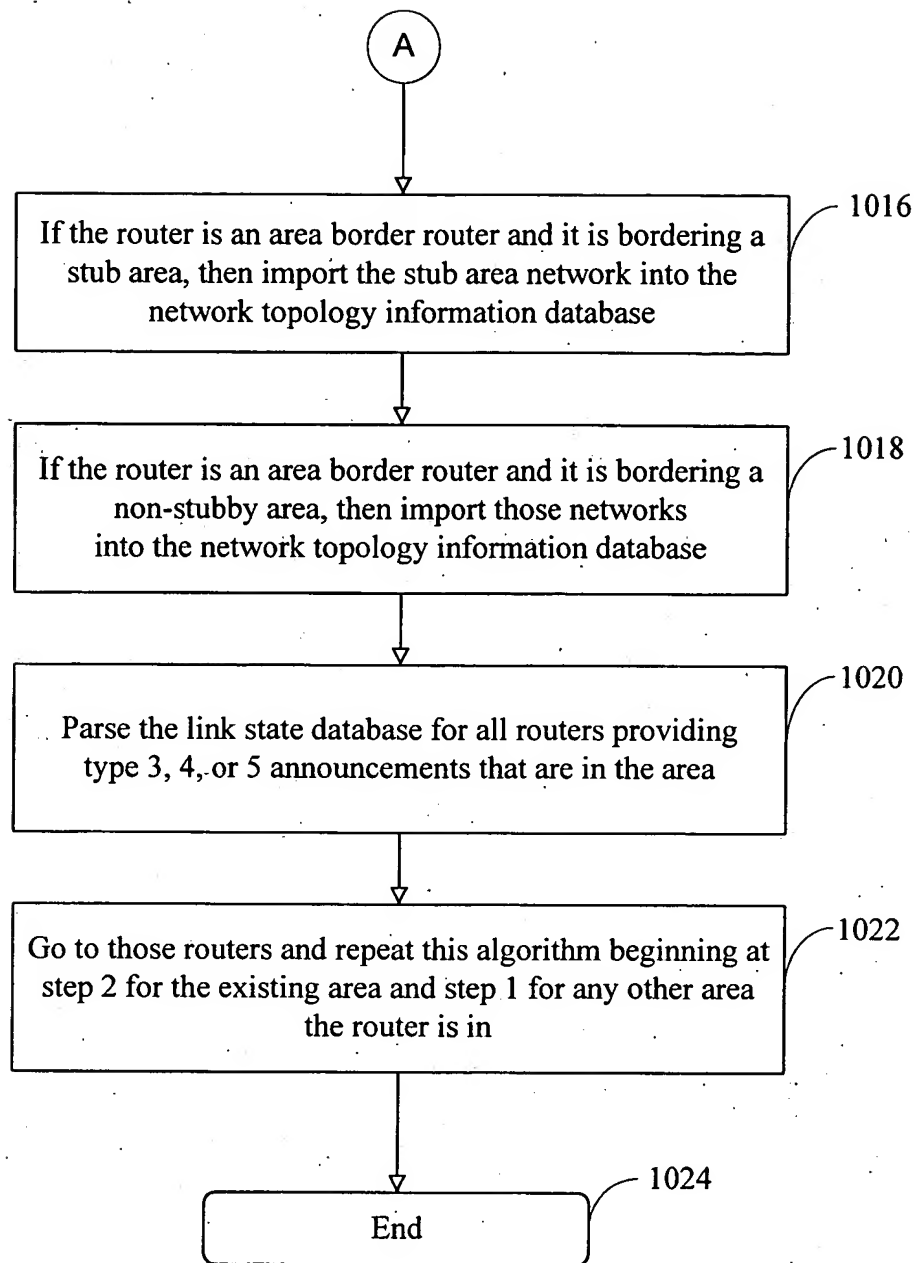 A
1016
If the router is an area border router and it is bordering a
stub area, then import the stub area network into the
network topology information database
1018
If the router is an area border router and it is bordering a
non-stubby area, then import those networks
into the network topology information database
1020
Parse the link state database for all routers providing
type 3, 4, or 5 announcements that are in the area
1022
Go to those routers and repeat this algorithm beginning at
step 2 for the existing area and step 1 for any other area
the router is in
1024
End